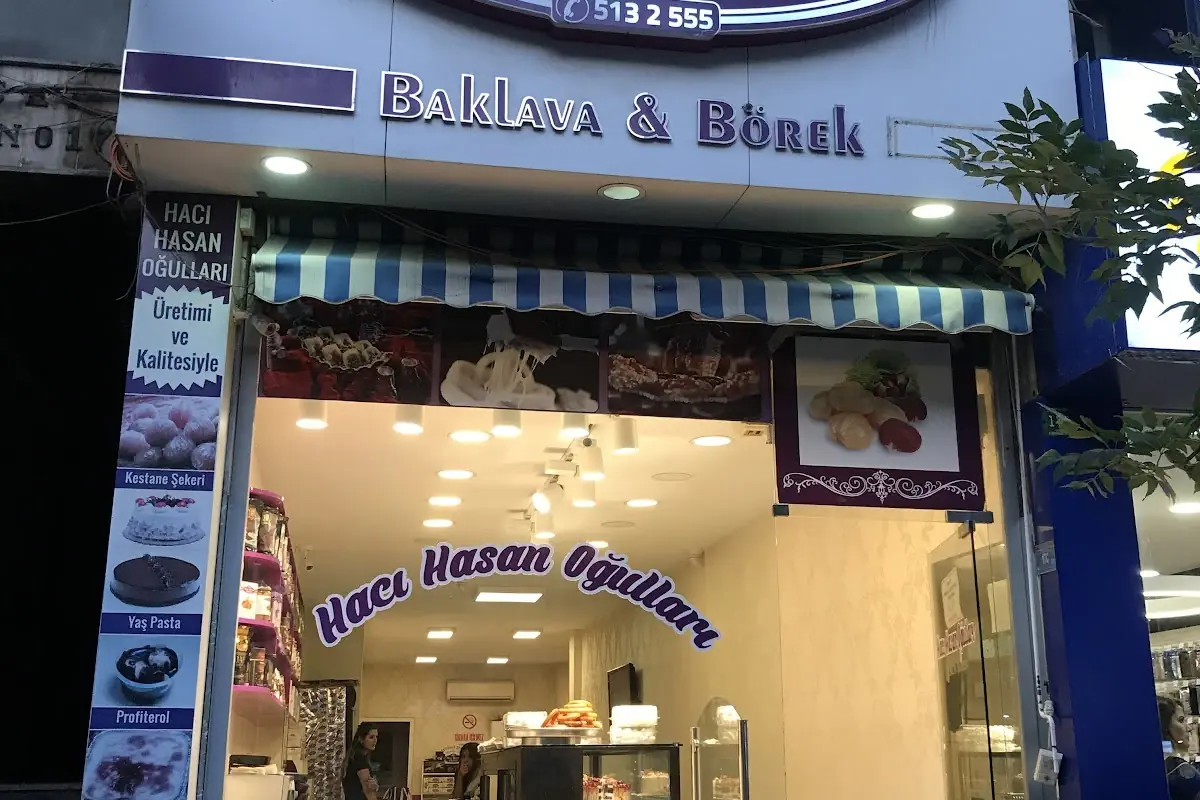 513 2 555
Baklava & Börek
No1
HACI
HASAN
OĞULLARI
Üretimi
ve
Kalitesiyle
Kestane Şekeri
Yaş Pasta
Profiterol
Hacı Hasan Oğulları